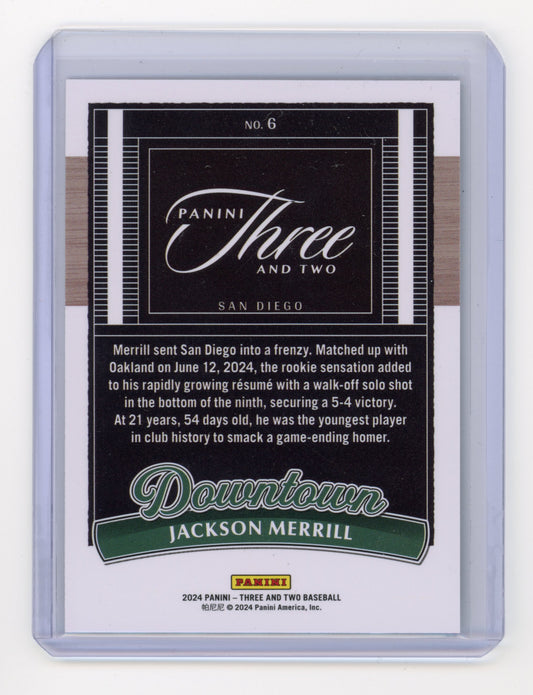 NO. 6
PANINI
Three
AND TWO
SAN DIEGO
Merrill sent San Diego into a frenzy. Matched up with
Oakland on June 12, 2024, the rookie sensation added
to his rapidly growing résumé with a walk-off solo shot
in the bottom of the ninth, securing a 5-4 victory.
At 21 years, 54 days old, he was the youngest player
in club history to smack a game-ending homer.
Downtown
JACKSON MERRILL
PANINI
2024 PANINI – THREE AND TWO BASEBALL
帕尼尼 © 2024 Panini America, Inc.